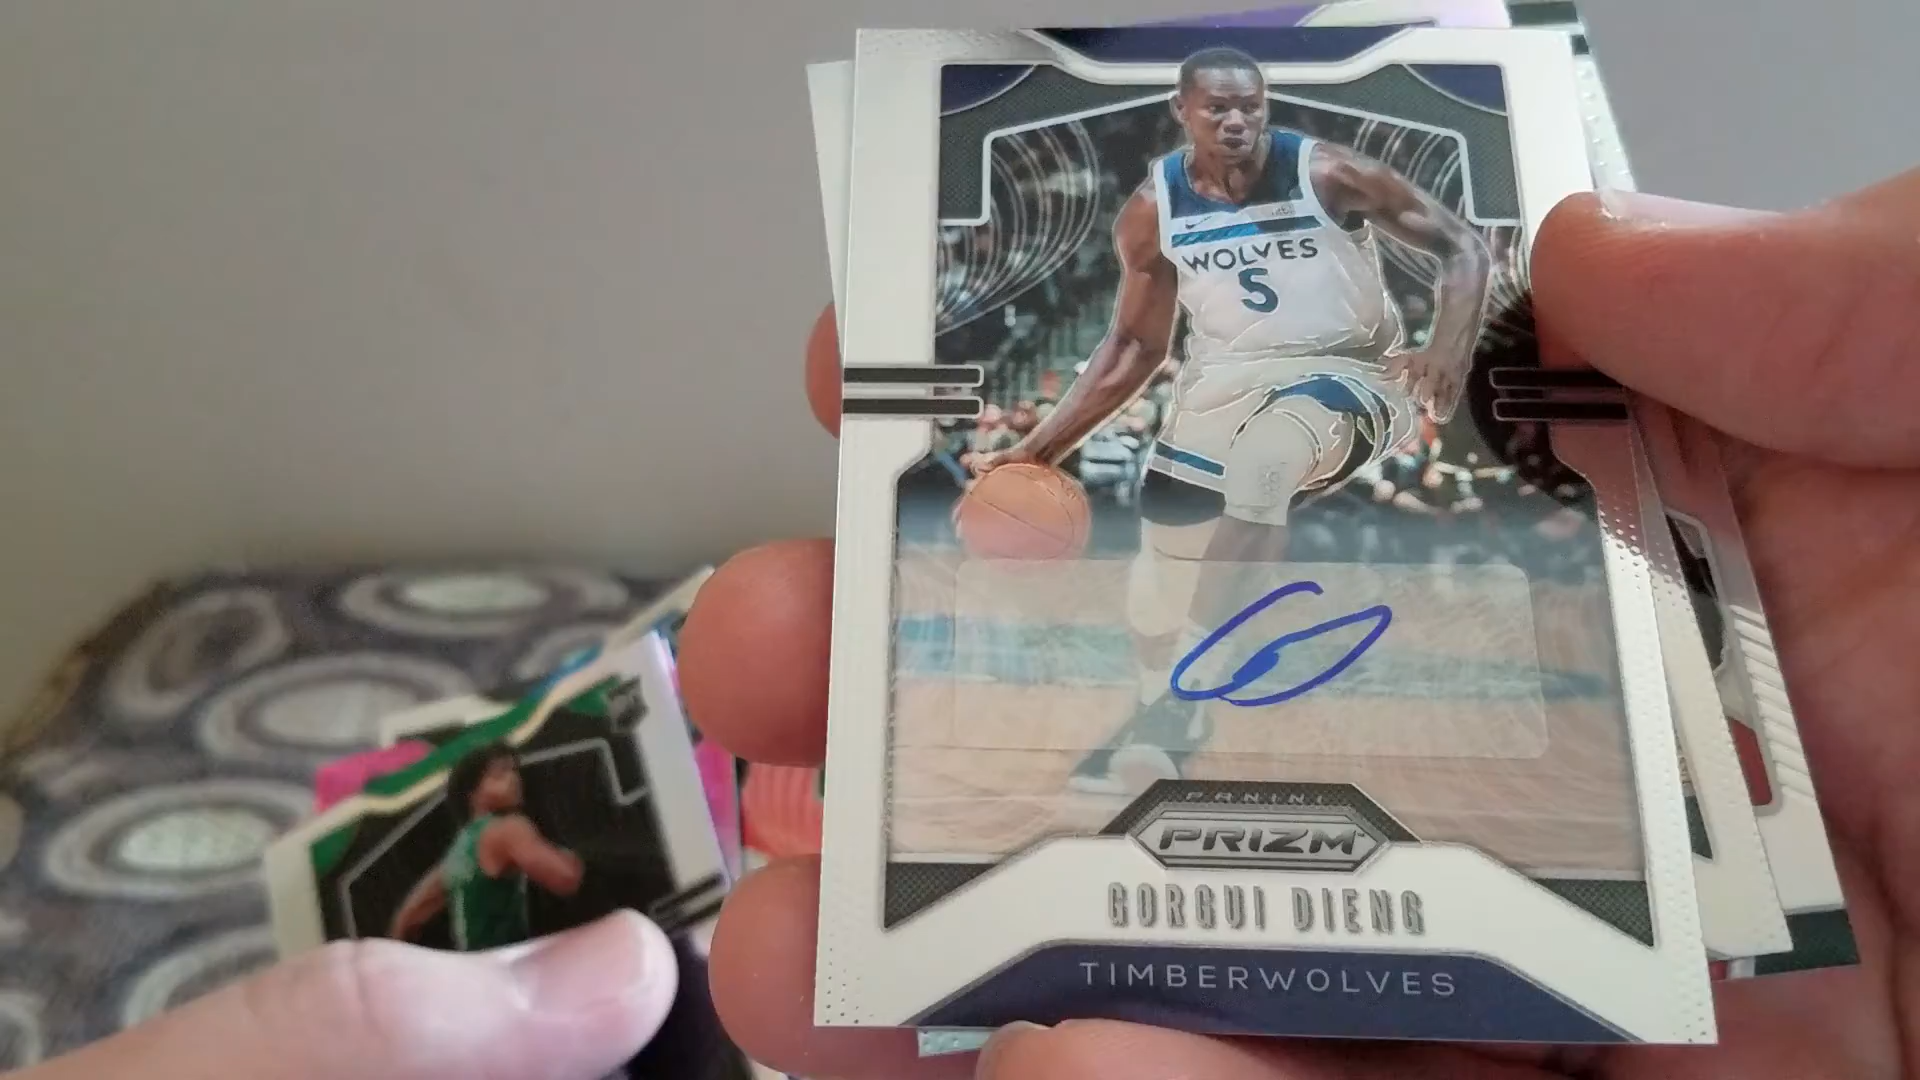 WOLVES
5
PANINI
PRIZM
GORGUI DIENG
TIMBERWOLVES